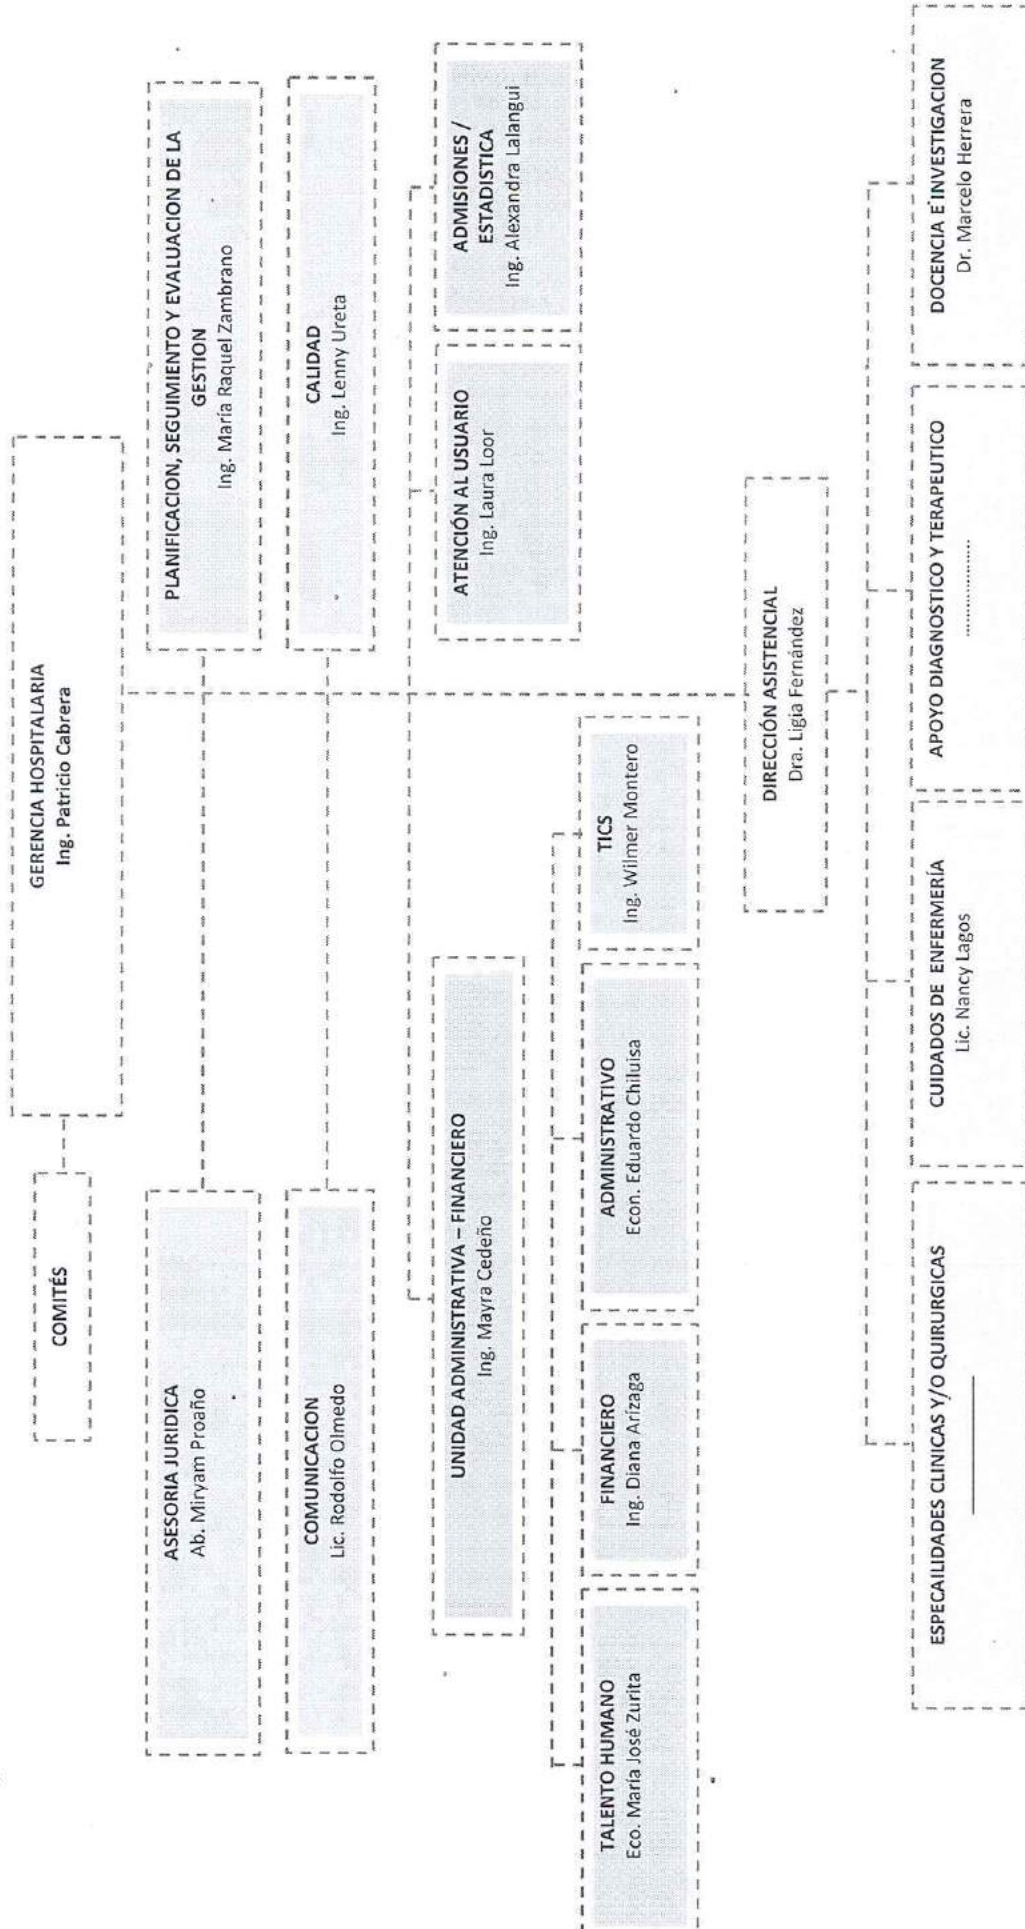 GERENCIA HOSPITALARIA
Ing. Patricio Cabrera
COMITÉS
ASESORIA JURIDICA
Ab. Miryam Proaño
PLANIFICACION, SEGUIMIENTO Y EVALUACION DE LA
GESTION
Ing. María Raquel Zambrano
COMUNICACION
Lic. Rodolfo Olmedo
CALIDAD
Ing. Lenny Ureta
UNIDAD ADMINISTRATIVA – FINANCIERO
Ing. Mayra Cedeño
ATENCIÓN AL USUARIO
Ing. Laura Loor
ADMISIONES /
ESTADISTICA
Ing. Alexandra Lalangui
TALENTO HUMANO
Eco. María José Zurita
FINANCIERO
Ing. Diana Arízaga
ADMINISTRATIVO
Econ. Eduardo Chiluisa
TICS
Ing. Wilmer Montero
DIRECCIÓN ASISTENCIAL
Dra. Ligia Fernández
ESPECAILIDADES CLINICAS Y/O QUIRURGICAS
CUIDADOS DE ENFERMERÍA
Lic. Nancy Lagos
APOYO DIAGNOSTICO Y TERAPEUTICO
....................
DOCENCIA E INVESTIGACION
Dr. Marcelo Herrera